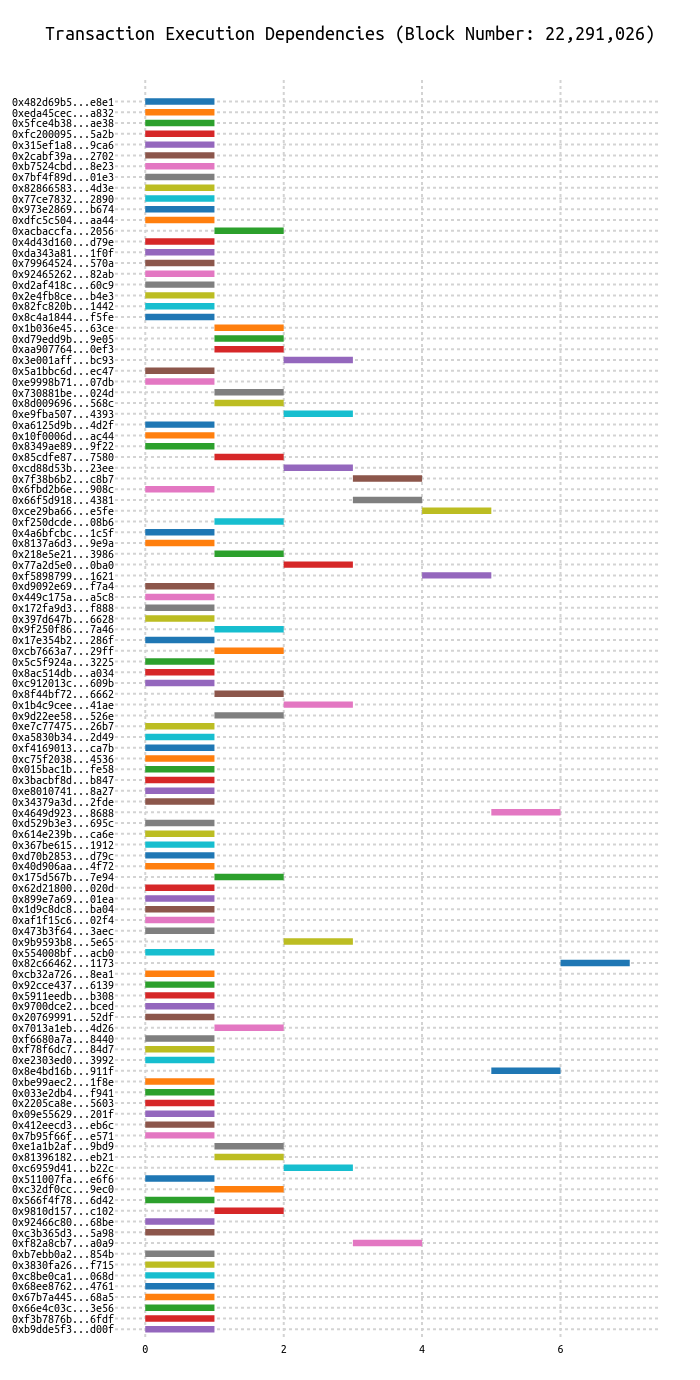 Transaction Execution Dependencies (Block Number: 22,291,026)
0x482d69b5...e8e1
0xeda45cec...a832
0x5fce4b38...ae38
0xfc200095...5a2b
0x315ef1a8...9ca6
0x2cabf39a...2702
0xb7524cbd...8e23
0x7bf4f89d...01e3
0x82866583...4d3e
0x77ce7832...2890
0x973e2869...b674
0xdfc5c504...aa44
0xacbaccfa...2056
0x4d43d160...d79e
0xda343a81...1f0f
0x79964524...570a
0x92465262...82ab
0xd2af418c...60c9
0x2e4fb8ce...b4e3
0x82fc820b...1442
0x8c4a1844...f5fe
0x1b036e45...63ce
0xd79edd9b...9e05
0xaa907764...0ef3
0x3e001aff...bc93
0x5a1bbc6d...ec47
0xe9998b71...07db
0x730881be...024d
0x8d009696...568c
0xe9fba507...4393
0xa6125d9b...4d2f
0x10f0006d...ac44
0x8349ae89...9f22
0x85cdfe87...7580
0xcd88d53b...23ee
0x7f38b6b2...c8b7
0x6fbd2b6e...908c
0x66f5d918...4381
0xce29ba66...e5fe
0xf250dcde...08b6
0x4a6bfcbc...1c5f
0x8137a6d3...9e9a
0x218e5e21...3986
0x77a2d5e0...0ba0
0xf5898799...1621
0xd9092e69...f7a4
0x449c175a...a5c8
0x172fa9d3...f888
0x397d647b...6628
0x9f250f86...7a46
0x17e354b2...286f
0xcb7663a7...29ff
0x5c5f924a...3225
0x8ac514db...a034
0xc912013c...609b
0x8f44bf72...6662
0x1b4c9cee...41ae
0x9d22ee58...526e
0xe7c77475...26b7
0xa5830b34...2d49
0xf4169013...ca7b
0xc75f2038...4536
0x015bac1b...fe58
0x3bacbf8d...b847
0xe8010741...8a27
0x34379a3d...2fde
0x4649d923...8688
0xd529b3e3...695c
0x614e239b...ca6e
0x367be615...1912
0xd70b2853...d79c
0x40d906aa...4f72
0x175d567b...7e94
0x62d21800...020d
0x899e7a69...01ea
0x1d9c8dc8...ba04
0xaf1f15c6...02f4
0x473b3f64...3aec
0x9b9593b8...5e65
0x554008bf...acb0
0x82c66462...1173
0xcb32a726...8ea1
0x92cce437...6139
0x5911eedb...b308
0x9700dce2...bced
0x20769991...52df
0x7013a1eb...4d26
0xf6680a7a...8440
0xf78f6dc7...84d7
0xe2303ed0...3992
0x8e4bd16b...911f
0xbe99aec2...1f8e
0x033e2db4...f941
0x2205ca8e...5603
0x09e55629...201f
0x412eecd3...eb6c
0x7b95f66f...e571
0xe1a1b2af...9bd9
0x81396182...eb21
0xc6959d41...b22c
0x511007fa...e6f6
0xc32df0cc...9ec0
0x566f4f78...6d42
0x9810d157...c102
0x92466c80...68be
0xc3b365d3...5a98
0xf82a8cb7...a0a9
0xb7ebb0a2...854b
0x3830fa26...f715
0xc8be0ca1...068d
0x68ee8762...4761
0x67b7a445...68a5
0x66e4c03c...3e56
0xf3b7876b...6fdf
0xb9dde5f3...d00f
0 2 4 6